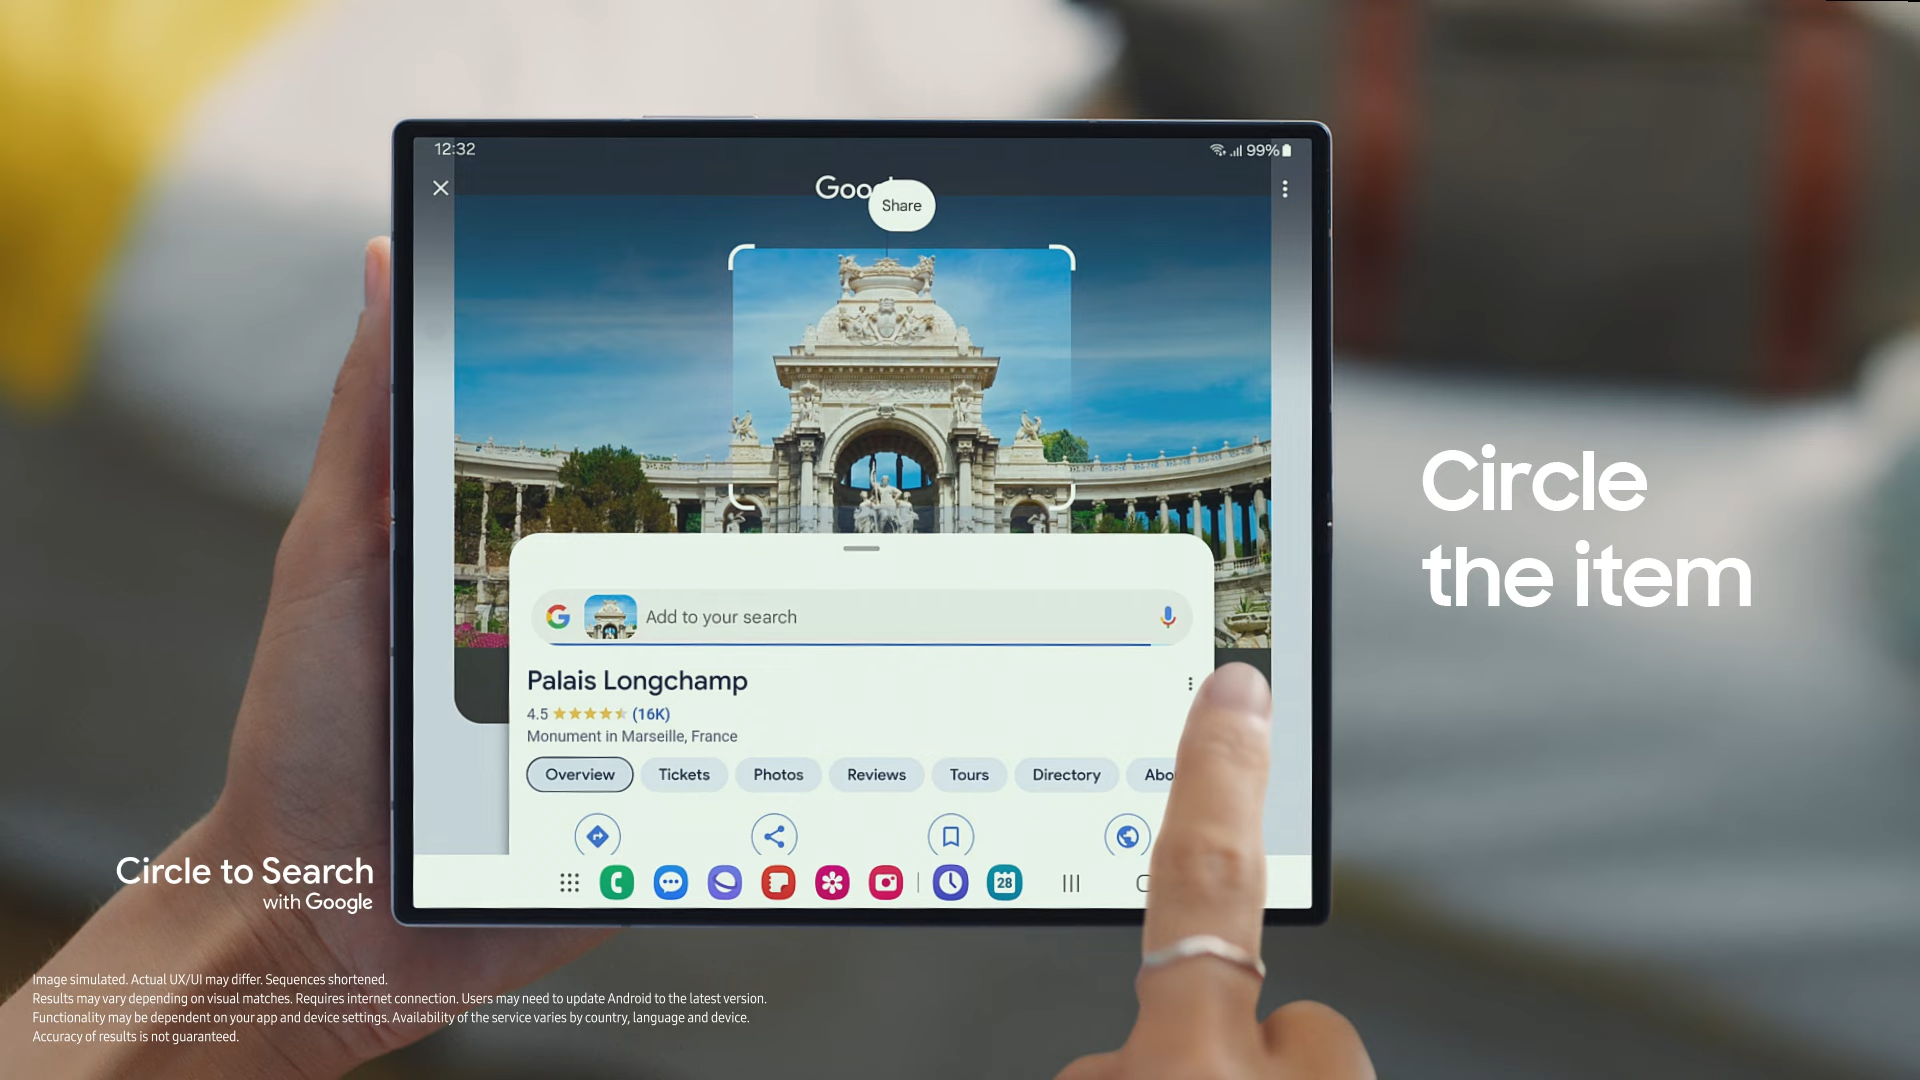 12:32
99%
Goo
Share
Add to your search
Palais Longchamp
4.5 ★★★★★ (16K)
Monument in Marseille, France
Overview Tickets Photos Reviews Tours Directory Abo
28
Circle
the item
Circle to Search
with Google
Image simulated. Actual UX/UI may differ. Sequences shortened.
Results may vary depending on visual matches. Requires internet connection. Users may need to update Android to the latest version.
Functionality may be dependent on your app and device settings. Availability of the service varies by country, language and device.
Accuracy of results is not guaranteed.